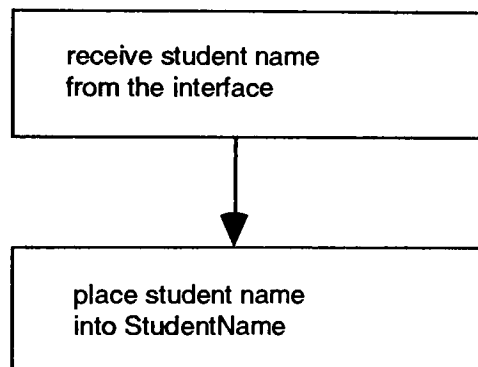 receive student name
from the interface
place student name
into StudentName